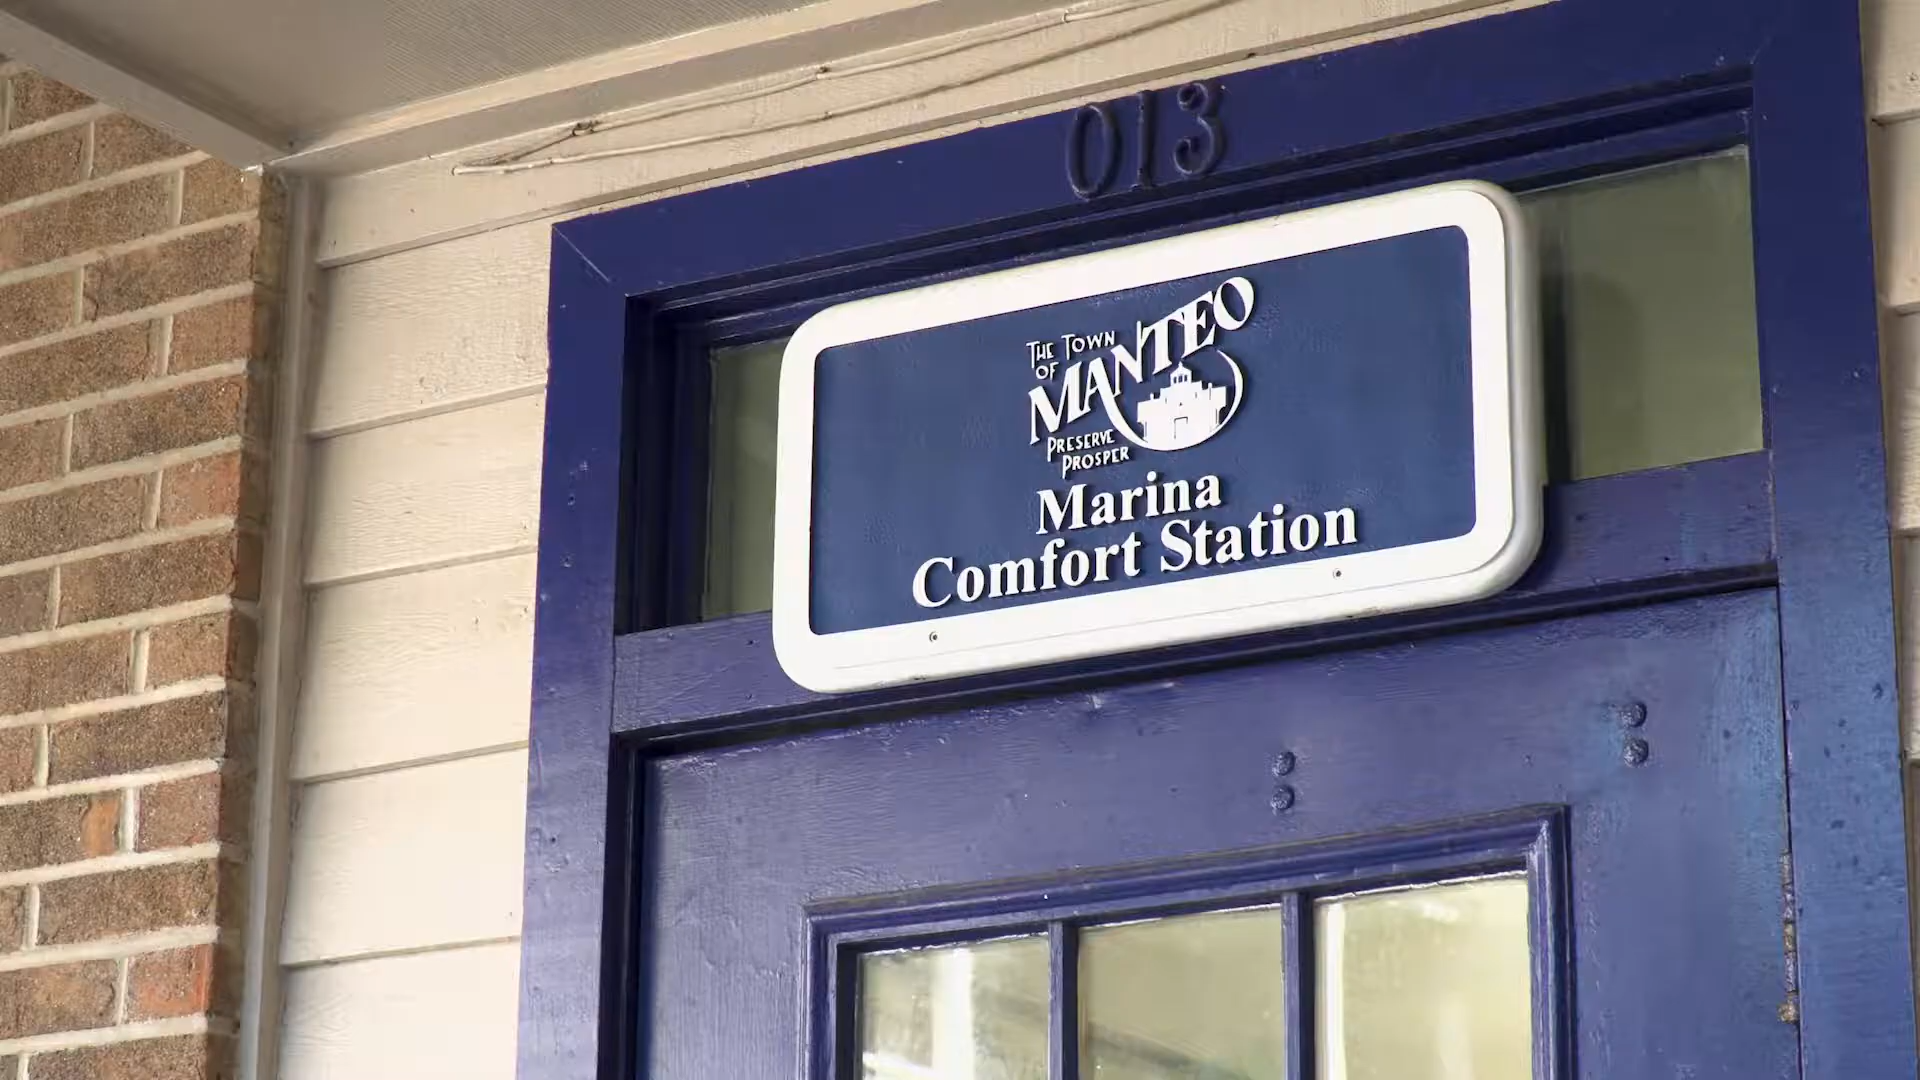 013
THE TOWN
OF
MANTEO
PRESERVE
PROSPER
Marina
Comfort Station